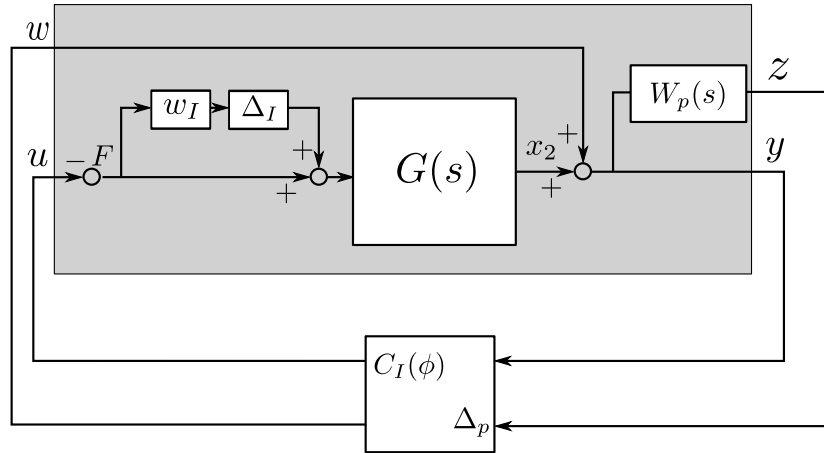 w
z
W_p(s)
w_I
Δ_I
+
+
x_2
y
u
− F
G(s)
+
+
C_I(ϕ)
Δ_p